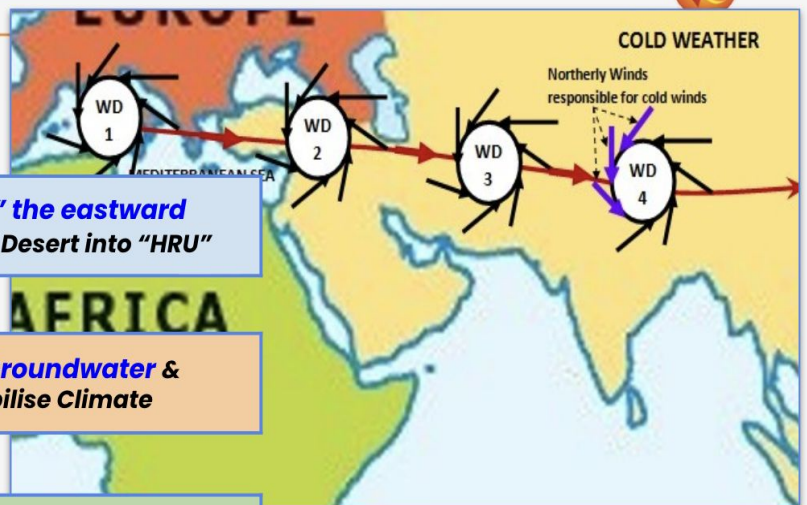 EUROPE
COLD WEATHER
Northerly Winds
responsible for cold winds
WD
1
WD
2
WD
3
WD
4
MEDITERRANEAN SEA
” the eastward
Desert into “HRU”
AFRICA
roundwater &
bilise Climate